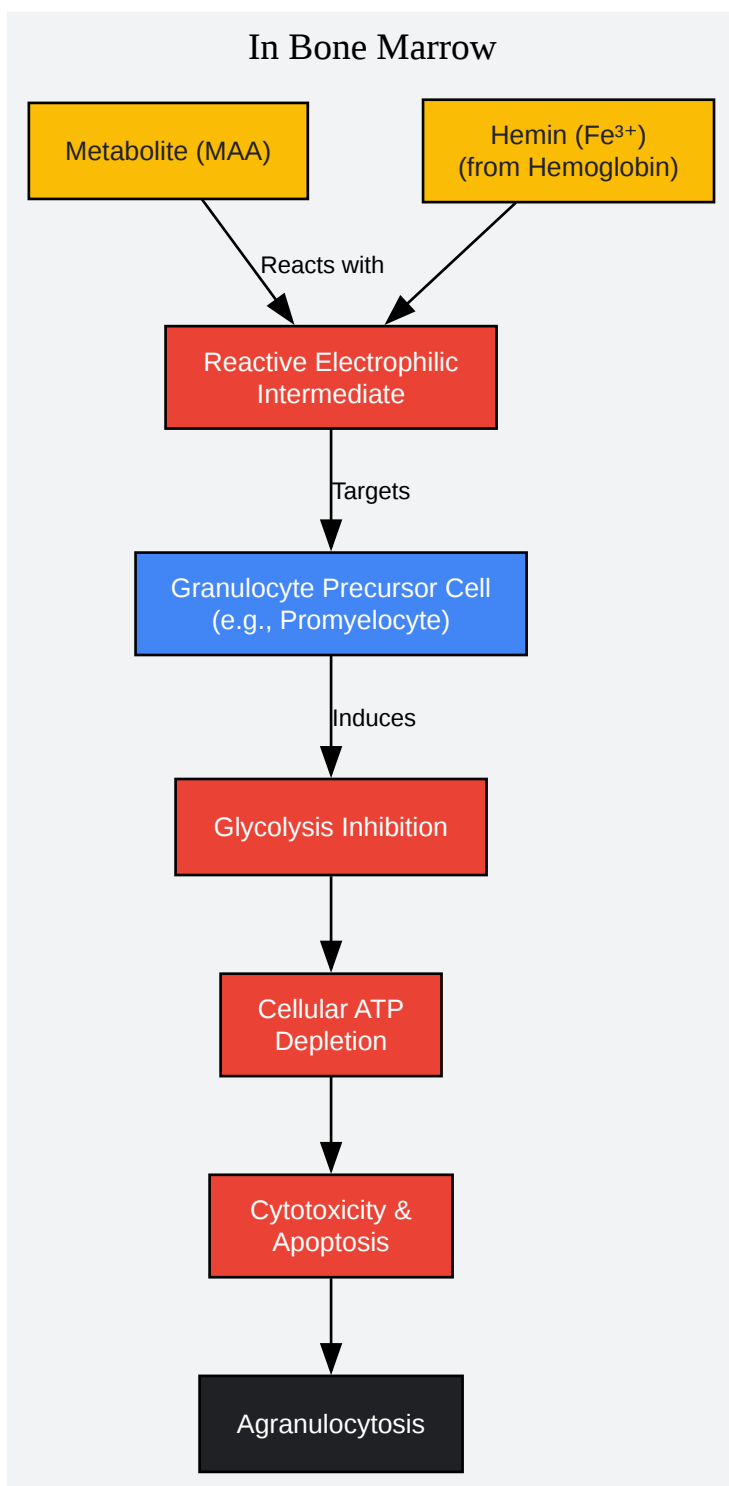 In Bone Marrow
Metabolite (MAA)
Hemin (Fe³⁺)
(from Hemoglobin)
Reacts with
Reactive Electrophilic
Intermediate
Targets
Granulocyte Precursor Cell
(e.g., Promyelocyte)
Induces
Glycolysis Inhibition
Cellular ATP
Depletion
Cytotoxicity &
Apoptosis
Agranulocytosis